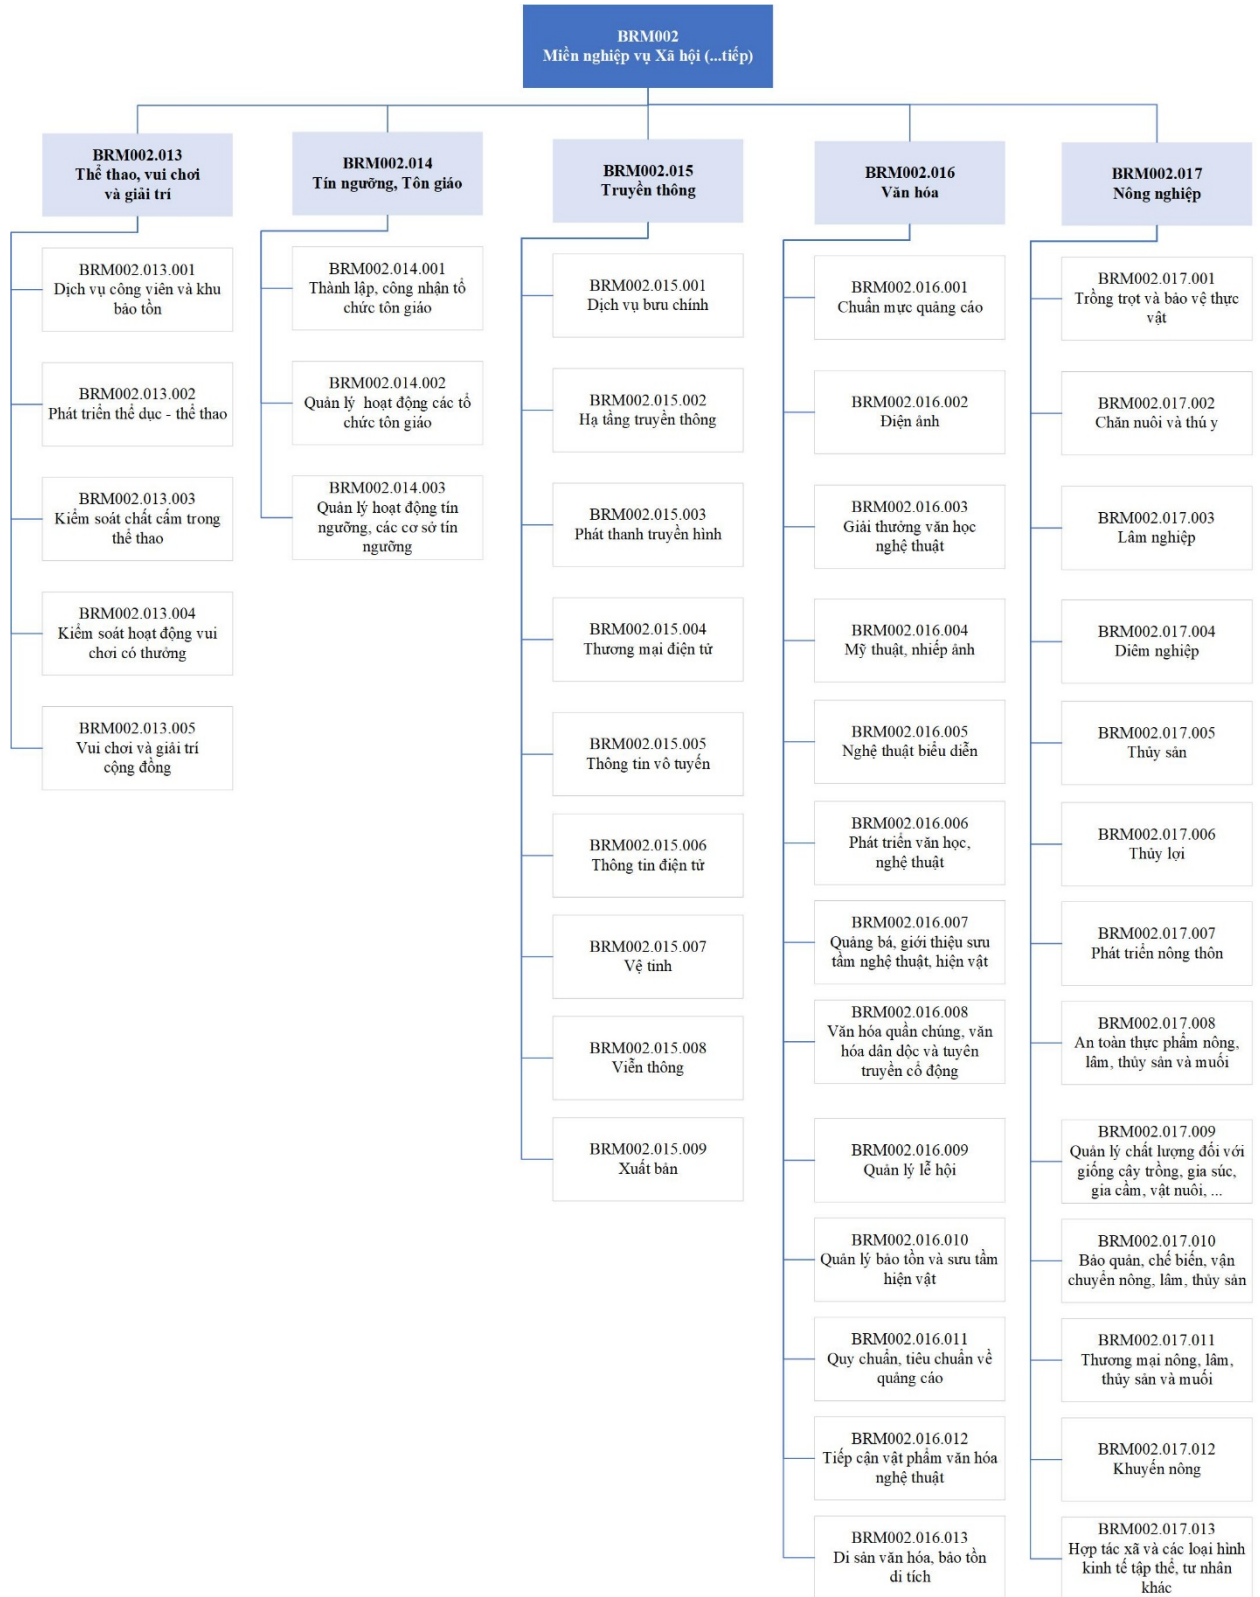 BRM002
Miền nghiệp vụ Xã hội (...tiếp)
BRM002.013
Thể thao, vui chơi
và giải trí
BRM002.013.001
Dịch vụ công viên và khu
bảo tồn
BRM002.013.002
Phát triển thể dục - thể thao
BRM002.013.003
Kiểm soát chất cấm trong
thể thao
BRM002.013.004
Kiểm soát hoạt động vui
chơi có thưởng
BRM002.013.005
Vui chơi và giải trí
cộng đồng
BRM002.014
Tín ngưỡng, Tôn giáo
BRM002.014.001
Thành lập, công nhận tổ
chức tôn giáo
BRM002.014.002
Quản lý hoạt động các tổ
chức tôn giáo
BRM002.014.003
Quản lý hoạt động tín
ngưỡng, các cơ sở tín
ngưỡng
BRM002.015
Truyền thông
BRM002.015.001
Dịch vụ bưu chính
BRM002.015.002
Hạ tầng truyền thông
BRM002.015.003
Phát thanh truyền hình
BRM002.015.004
Thương mại điện tử
BRM002.015.005
Thông tin vô tuyến
BRM002.015.006
Thông tin điện tử
BRM002.015.007
Vệ tinh
BRM002.015.008
Viễn thông
BRM002.015.009
Xuất bản
BRM002.016
Văn hóa
BRM002.016.001
Chuẩn mực quảng cáo
BRM002.016.002
Điện ảnh
BRM002.016.003
Giải thưởng văn học
nghệ thuật
BRM002.016.004
Mỹ thuật, nhiếp ảnh
BRM002.016.005
Nghệ thuật biểu diễn
BRM002.016.006
Phát triển văn học,
nghệ thuật
BRM002.016.007
Quảng bá, giới thiệu sưu
tầm nghệ thuật, hiện vật
BRM002.016.008
Văn hóa quần chúng, văn
hóa dân dộc và tuyên
truyền cổ động
BRM002.016.009
Quản lý lễ hội
BRM002.016.010
Quản lý bảo tồn và sưu tầm
hiện vật
BRM002.016.011
Quy chuẩn, tiêu chuẩn về
quảng cáo
BRM002.016.012
Tiếp cận vật phẩm văn hóa
nghệ thuật
BRM002.016.013
Di sản văn hóa, bảo tồn
di tích
BRM002.017
Nông nghiệp
BRM002.017.001
Trồng trọt và bảo vệ thực
vật
BRM002.017.002
Chăn nuôi và thú y
BRM002.017.003
Lâm nghiệp
BRM002.017.004
Diêm nghiệp
BRM002.017.005
Thủy sản
BRM002.017.006
Thủy lợi
BRM002.017.007
Phát triển nông thôn
BRM002.017.008
An toàn thực phẩm nông,
lâm, thủy sản và muối
BRM002.017.009
Quản lý chất lượng đối với
giống cây trồng, gia súc,
gia cầm, vật nuôi, ...
BRM002.017.010
Bảo quản, chế biến, vận
chuyển nông, lâm, thủy sản
BRM002.017.011
Thương mại nông, lâm,
thủy sản và muối
BRM002.017.012
Khuyến nông
BRM002.017.013
Hợp tác xã và các loại hình
kinh tế tập thể, tư nhân
khác